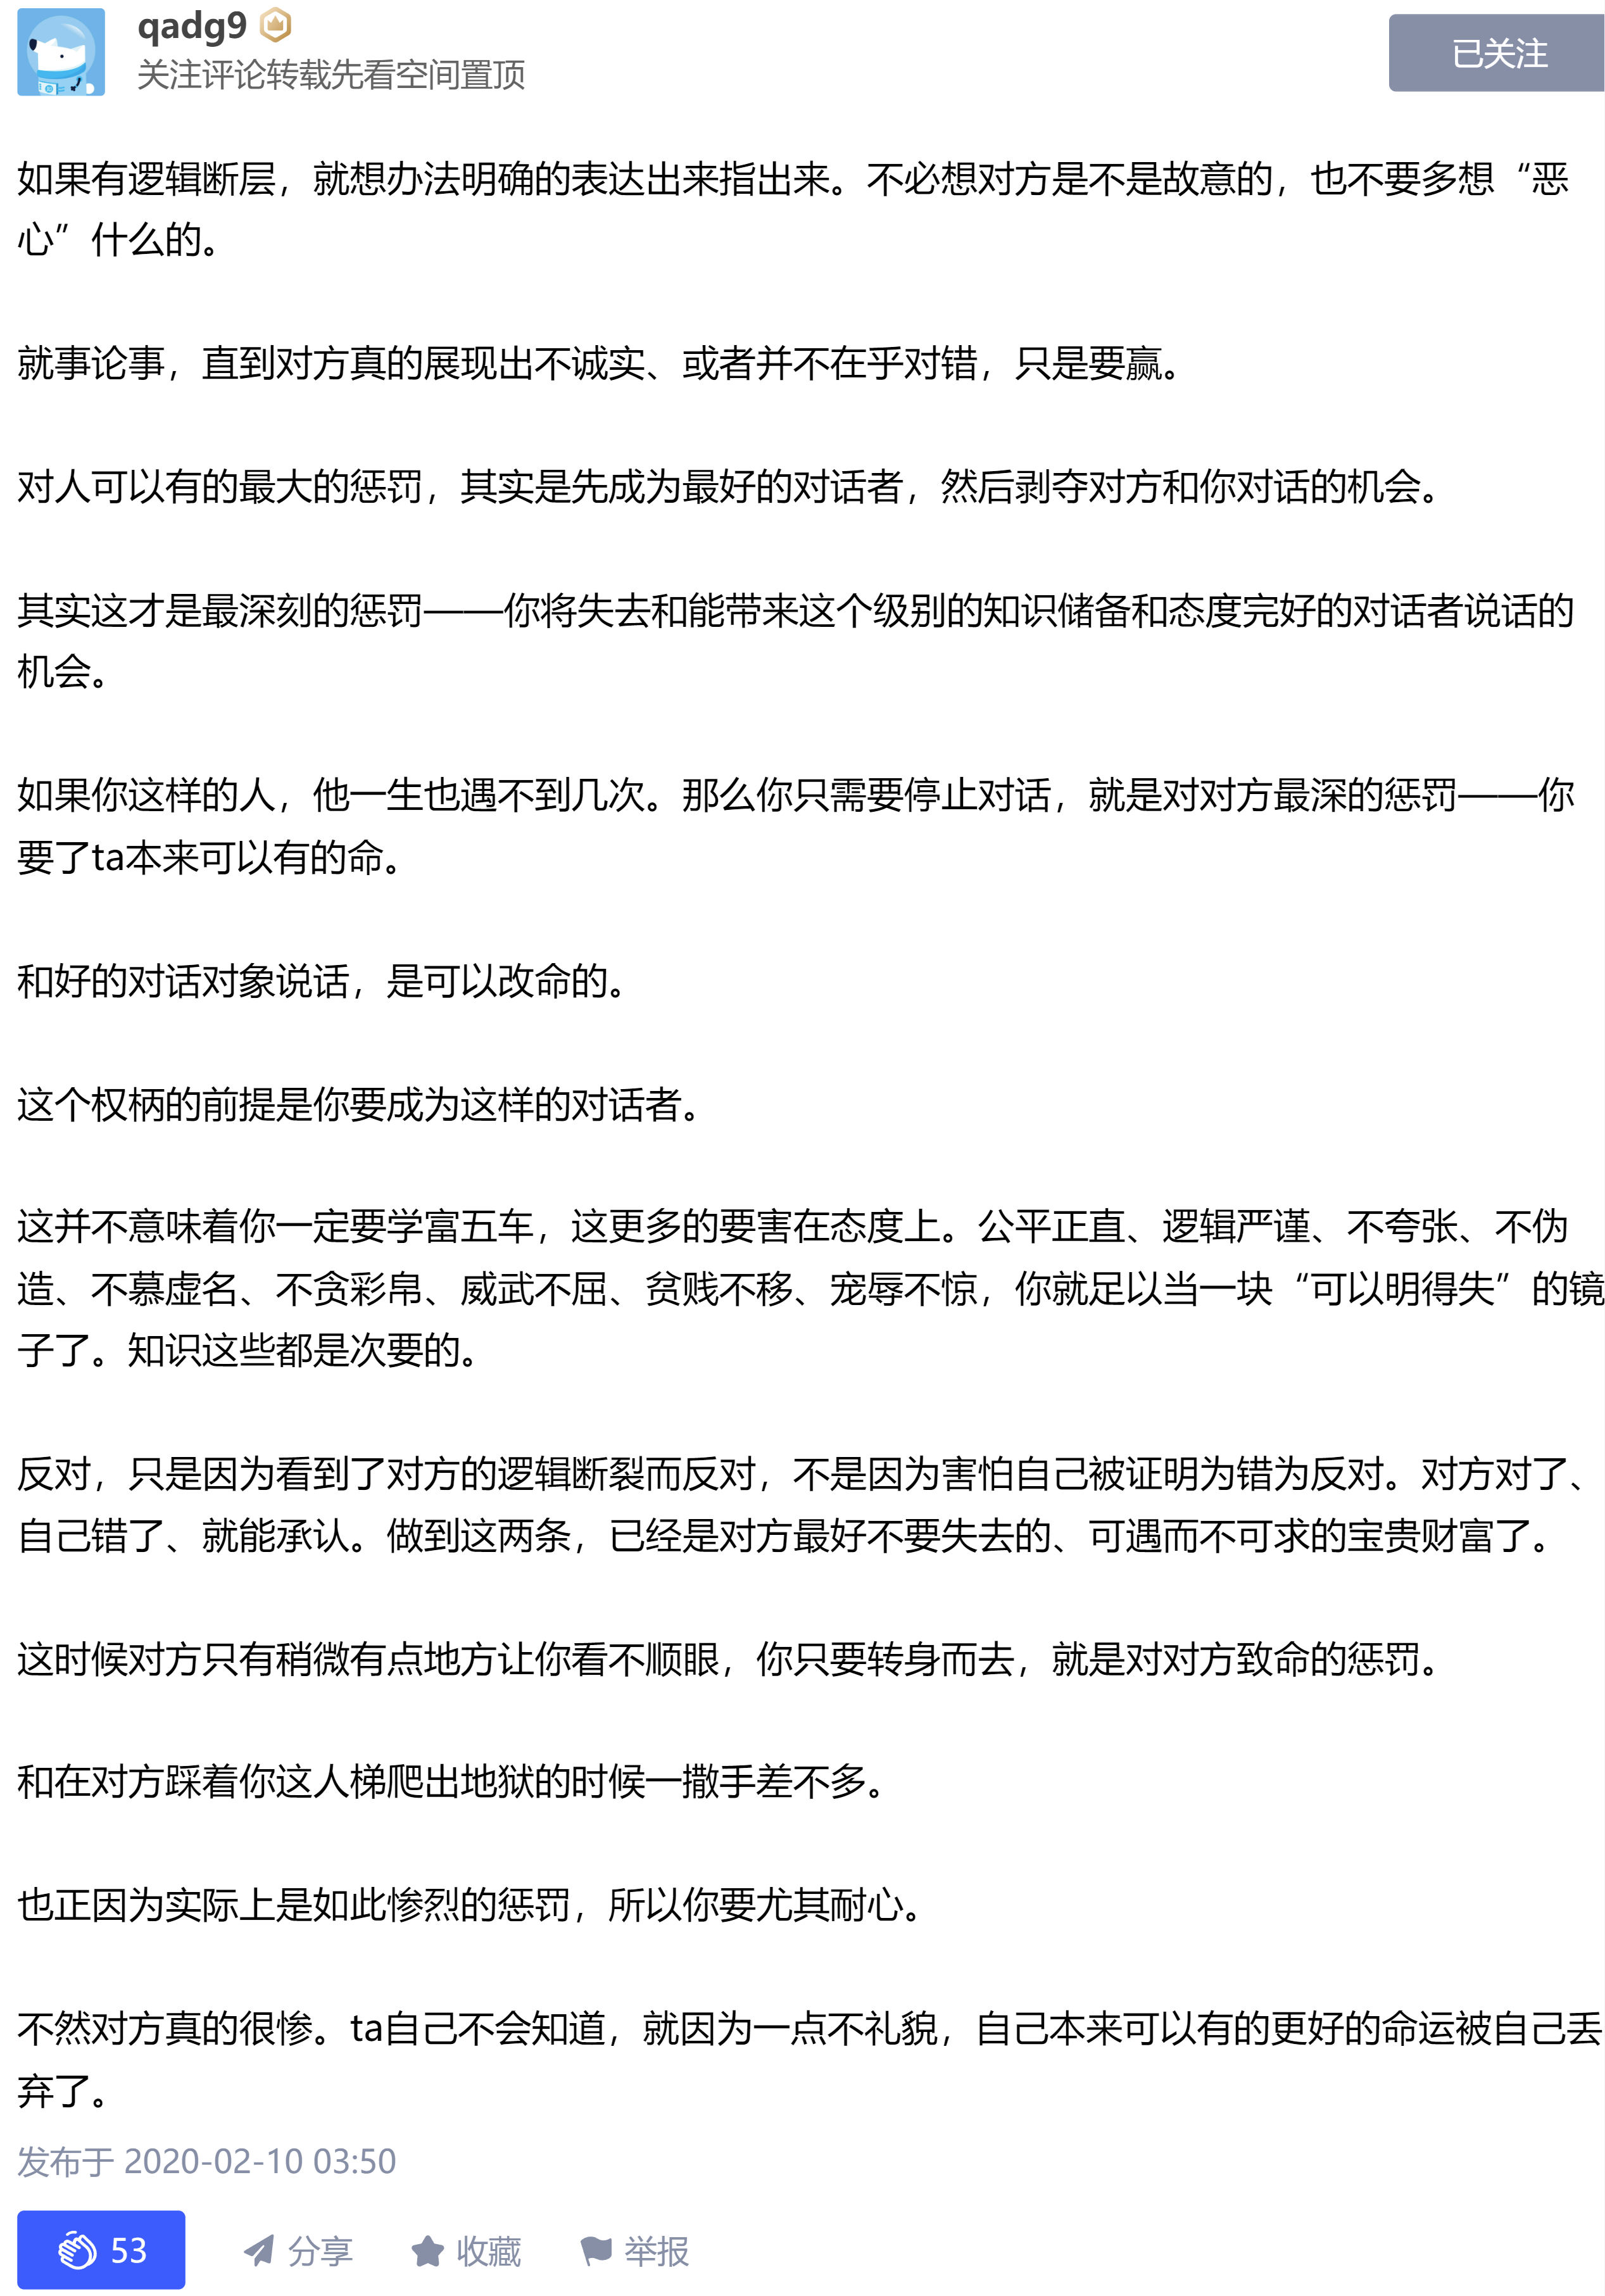 qadg9
已关注
关注评论转载先看空间置顶
如果有逻辑断层，就想办法明确的表达出来指出来。不必想对方是不是故意的，也不要多想“恶
心”什么的。
就事论事，直到对方真的展现出不诚实、或者并不在乎对错，只是要赢。
对人可以有的最大的惩罚，其实是先成为最好的对话者，然后剥夺对方和你对话的机会。
其实这才是最深刻的惩罚——你将失去和能带来这个级别的知识储备和态度完好的对话者说话的
机会。
如果你这样的人，他一生也遇不到几次。那么你只需要停止对话，就是对对方最深的惩罚——你
要了ta本来可以有的命。
和好的对话对象说话，是可以改命的。
这个权柄的前提是你要成为这样的对话者。
这并不意味着你一定要学富五车，这更多的要害在态度上。公平正直、逻辑严谨、不夸张、不伪
造、不慕虚名、不贪彩帛、威武不屈、贫贱不移、宠辱不惊，你就足以当一块“可以明得失”的镜
子了。知识这些都是次要的。
反对，只是因为看到了对方的逻辑断裂而反对，不是因为害怕自己被证明为错为反对。对方对了、
自己错了、就能承认。做到这两条，已经是对方最好不要失去的、可遇而不可求的宝贵财富了。
这时候对方只有稍微有点地方让你看不顺眼，你只要转身而去，就是对对方致命的惩罚。
和在对方踩着你这人梯爬出地狱的时候一撒手差不多。
也正因为实际上是如此惨烈的惩罚，所以你要尤其耐心。
不然对方真的很惨。ta自己不会知道，就因为一点不礼貌，自己本来可以有的更好的命运被自己丢
弃了。
发布于 2020-02-10 03:50
53 分享 收藏 举报